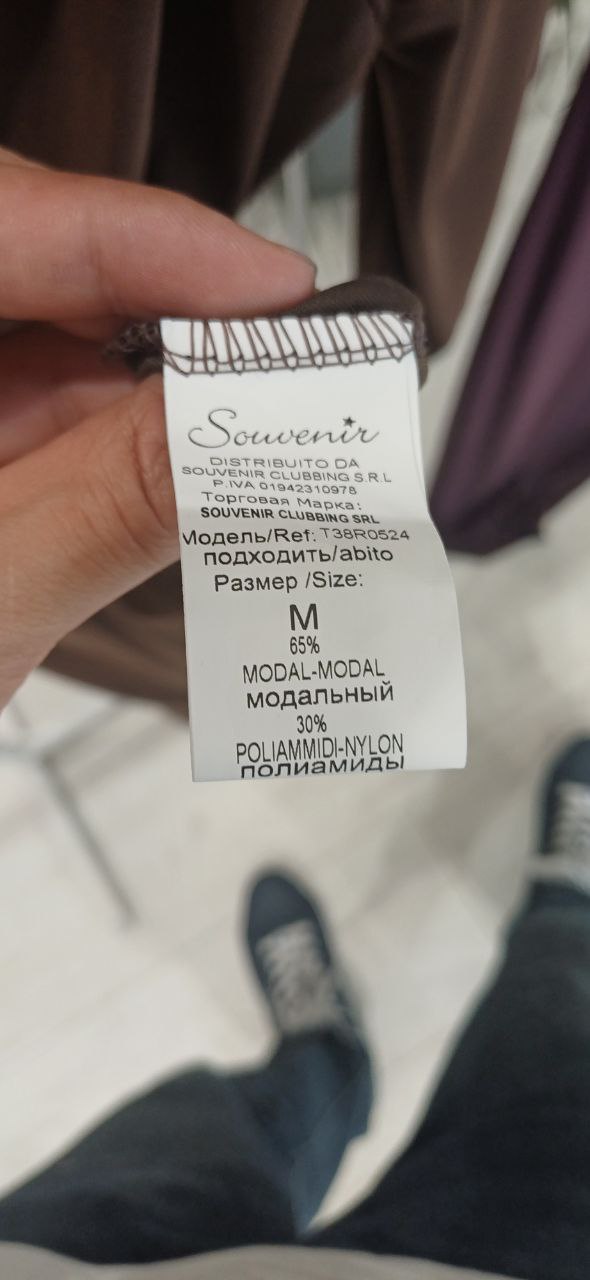 Souvenir
DISTRIBUITO DA
SOUVENIR CLUBBING S.R.L
P.IVA 01942310978
Торговая Марка:
SOUVENIR CLUBBING SRL
Модель/Ref: T38R0524
подходить/abito
Размер /Size:
M
65%
MODAL-MODAL
модальный
30%
POLIAMMIDI-NYLON
полиамиды